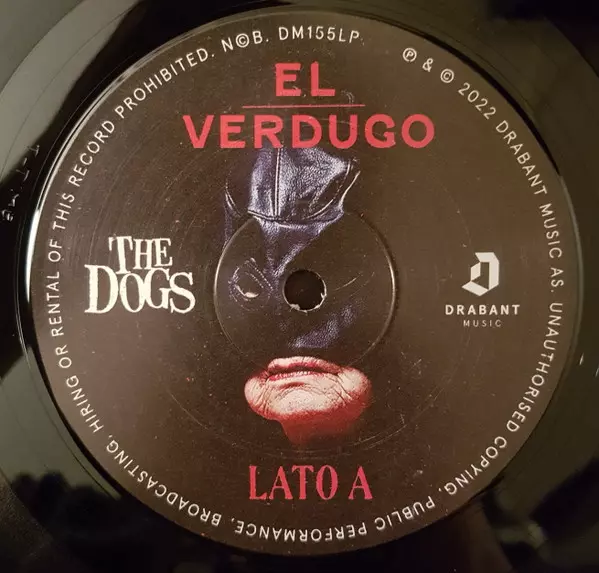 EL
VERDUGO
THE
DOGS
DRABANT
MUSIC
LATO A
℗ & © 2022 DRABANT MUSIC AS. UNAUTHORISED COPYING, PUBLIC PERFORMANCE, BROADCASTING, HIRING OR RENTAL OF THIS RECORD PROHIBITED. N©B. DM155LP.